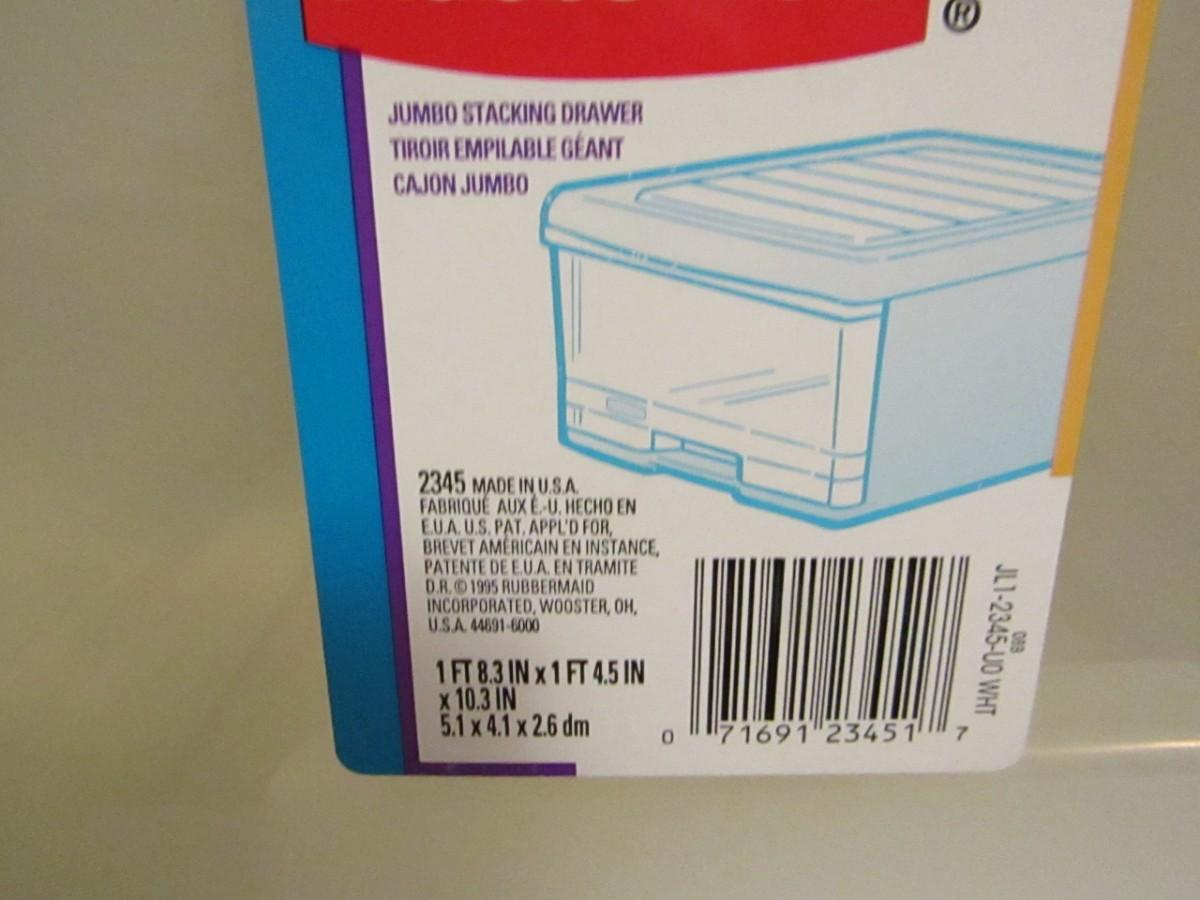 ®
JUMBO STACKING DRAWER
TIROIR EMPILABLE GÉANT
CAJON JUMBO
2345 MADE IN U.S.A.
FABRIQUÉ AUX É.-U. HECHO EN
E.U.A. U.S. PAT. APPL'D FOR,
BREVET AMÉRICAIN EN INSTANCE,
PATENTE DE E.U.A. EN TRAMITE
D.R. © 1995 RUBBERMAID
INCORPORATED, WOOSTER, OH,
U.S.A. 44691-6000
1 FT 8.3 IN x 1 FT 4.5 IN
x 10.3 IN
5.1 x 4.1 x 2.6 dm
0 71691 23451 7
JL1-2345-U0 WHT